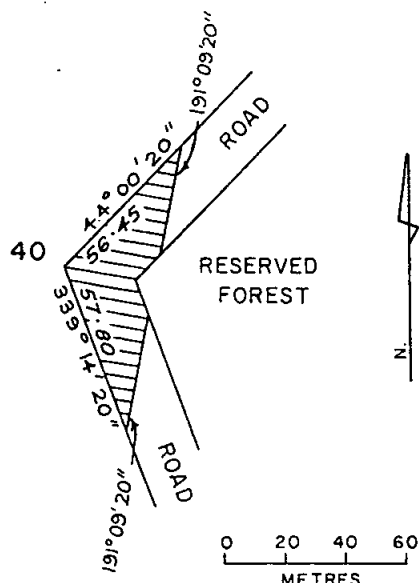 191°09'20"
ROAD
44°00'20"
56·45
40
RESERVED
FOREST
57·80
339°14'20"
N.
ROAD
191°09'20"
0 20 40 60
METRES